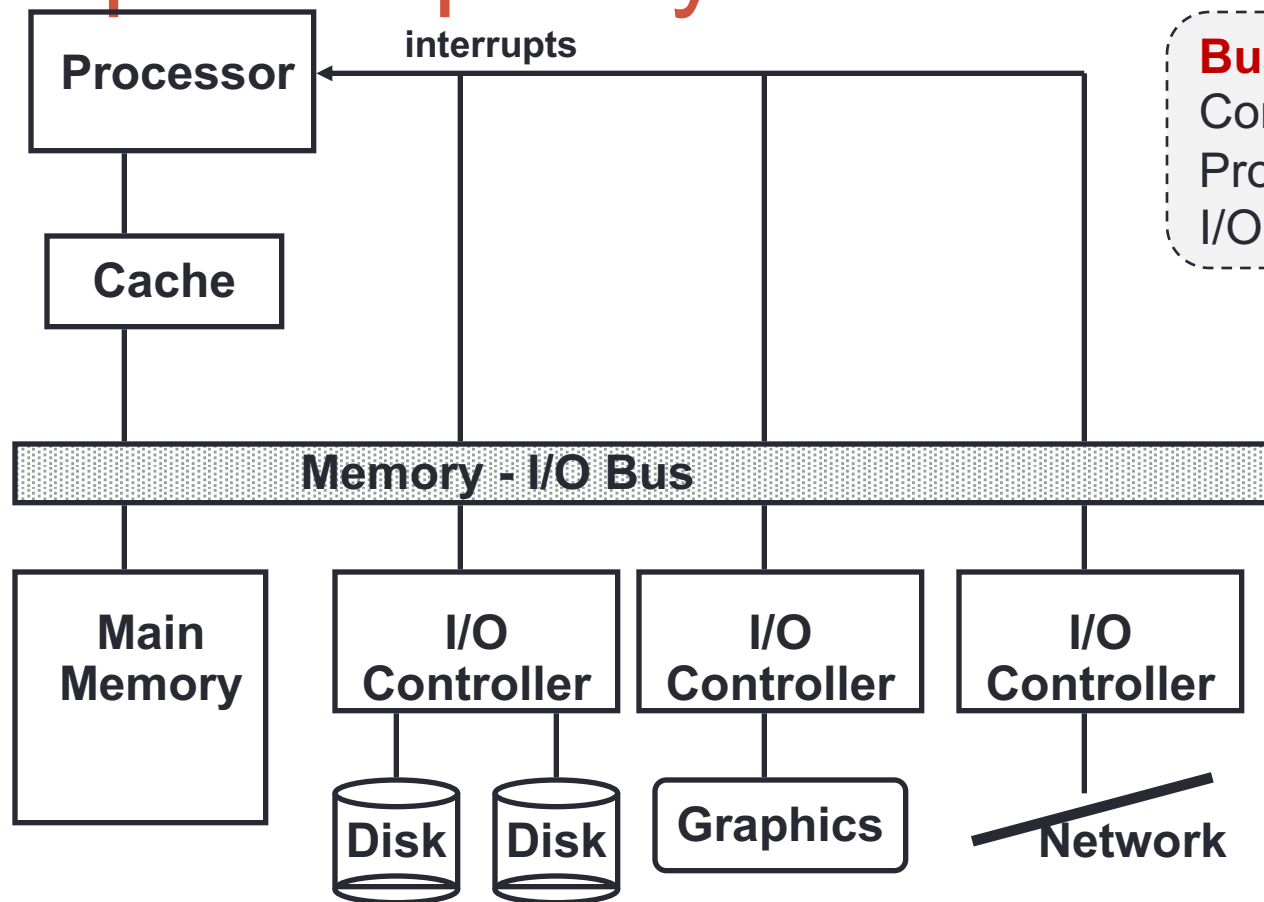 interrupts
Processor
Cache
Memory - I/O Bus
Main
Memory
I/O
Controller
I/O
Controller
I/O
Controller
Disk
Disk
Graphics
Network
I/O